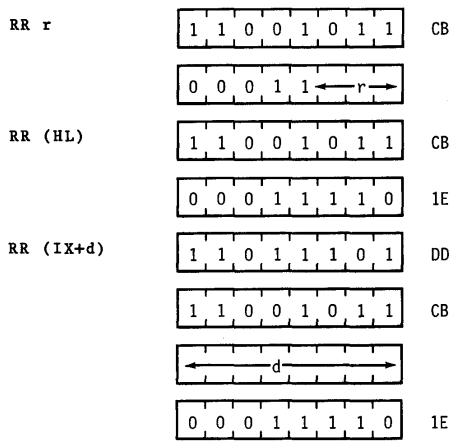 RR r 1 1 0 0 1 0 1 1 CB
0 0 0 1 1 r
RR (HL) 1 1 0 0 1 0 1 1 CB
0 0 0 1 1 1 1 0 1E
RR (IX+d) 1 1 0 1 1 1 0 1 DD
1 1 0 0 1 0 1 1 CB
d
0 0 0 1 1 1 1 0 1E